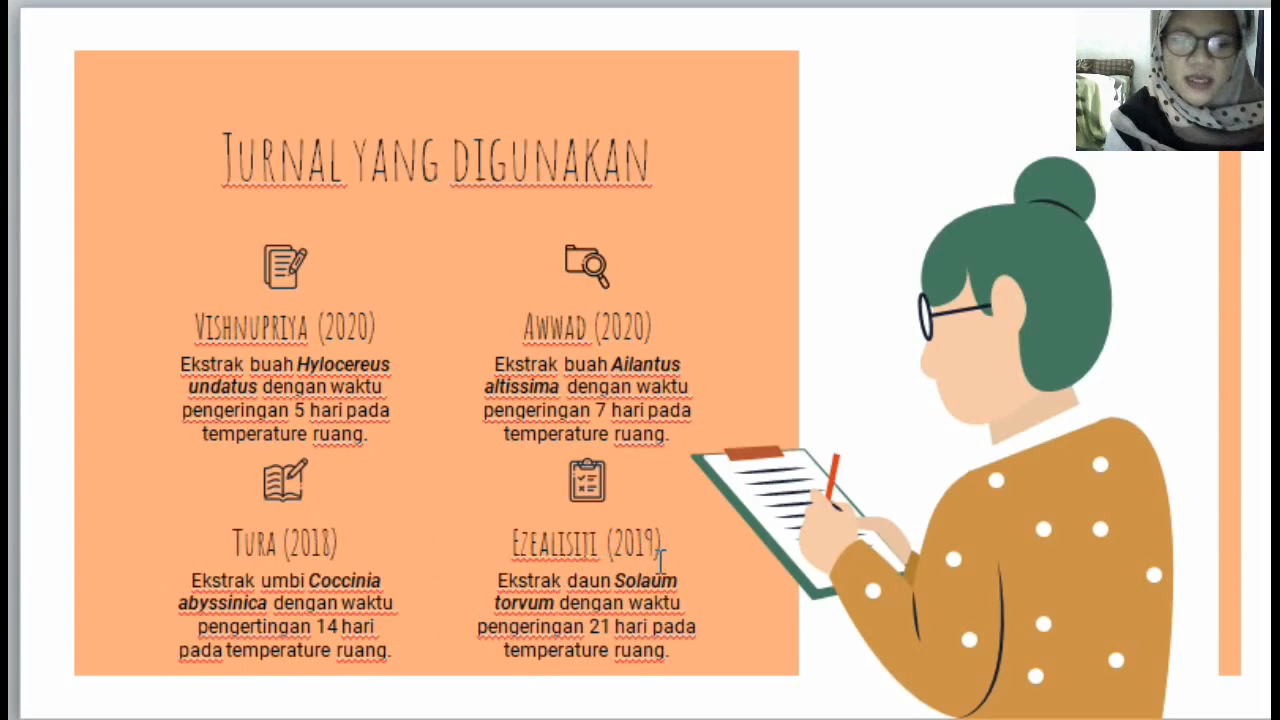 Jurnal yang digunakan
Vishnupriya (2020)
Ekstrak buah Hylocereus
undatus dengan waktu
pengeringan 5 hari pada
temperature ruang.
Awwad (2020)
Ekstrak buah Ailantus
altissima dengan waktu
pengeringan 7 hari pada
temperature ruang.
Tura (2018)
Ekstrak umbi Coccinia
abyssinica dengan waktu
pengertingan 14 hari
pada temperature ruang.
Ezealisiji (2019)
Ekstrak daun Solaum
torvum dengan waktu
pengeringan 21 hari pada
temperature ruang.